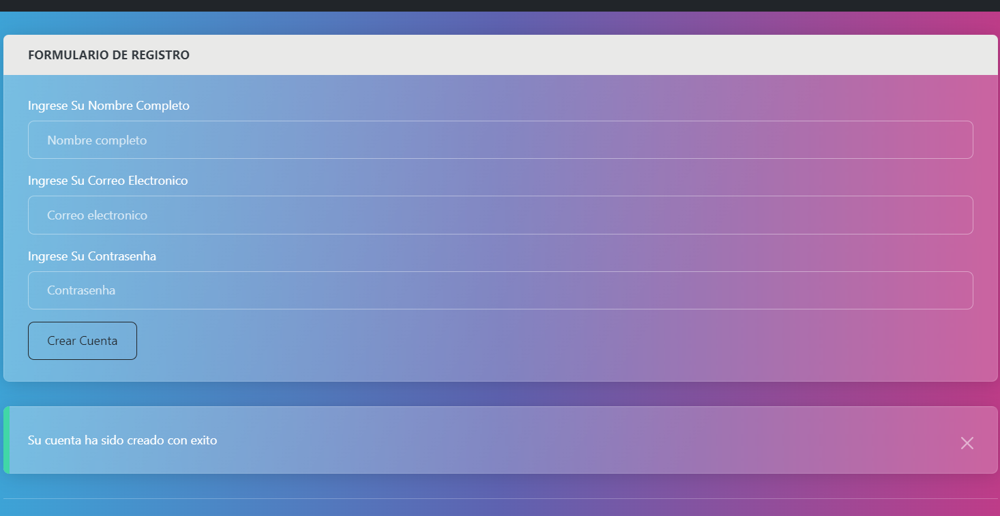 FORMULARIO DE REGISTRO
Ingrese Su Nombre Completo
Nombre completo
Ingrese Su Correo Electronico
Correo electronico
Ingrese Su Contrasenha
Contrasenha
Crear Cuenta
Su cuenta ha sido creado con exito